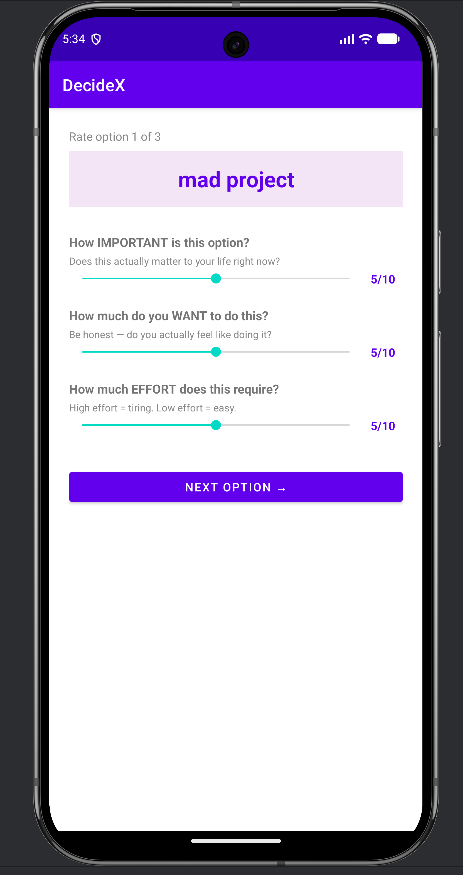 5:34
DecideX
Rate option 1 of 3
mad project
How IMPORTANT is this option?
Does this actually matter to your life right now?
5/10
How much do you WANT to do this?
Be honest — do you actually feel like doing it?
5/10
How much EFFORT does this require?
High effort = tiring. Low effort = easy.
5/10
NEXT OPTION →